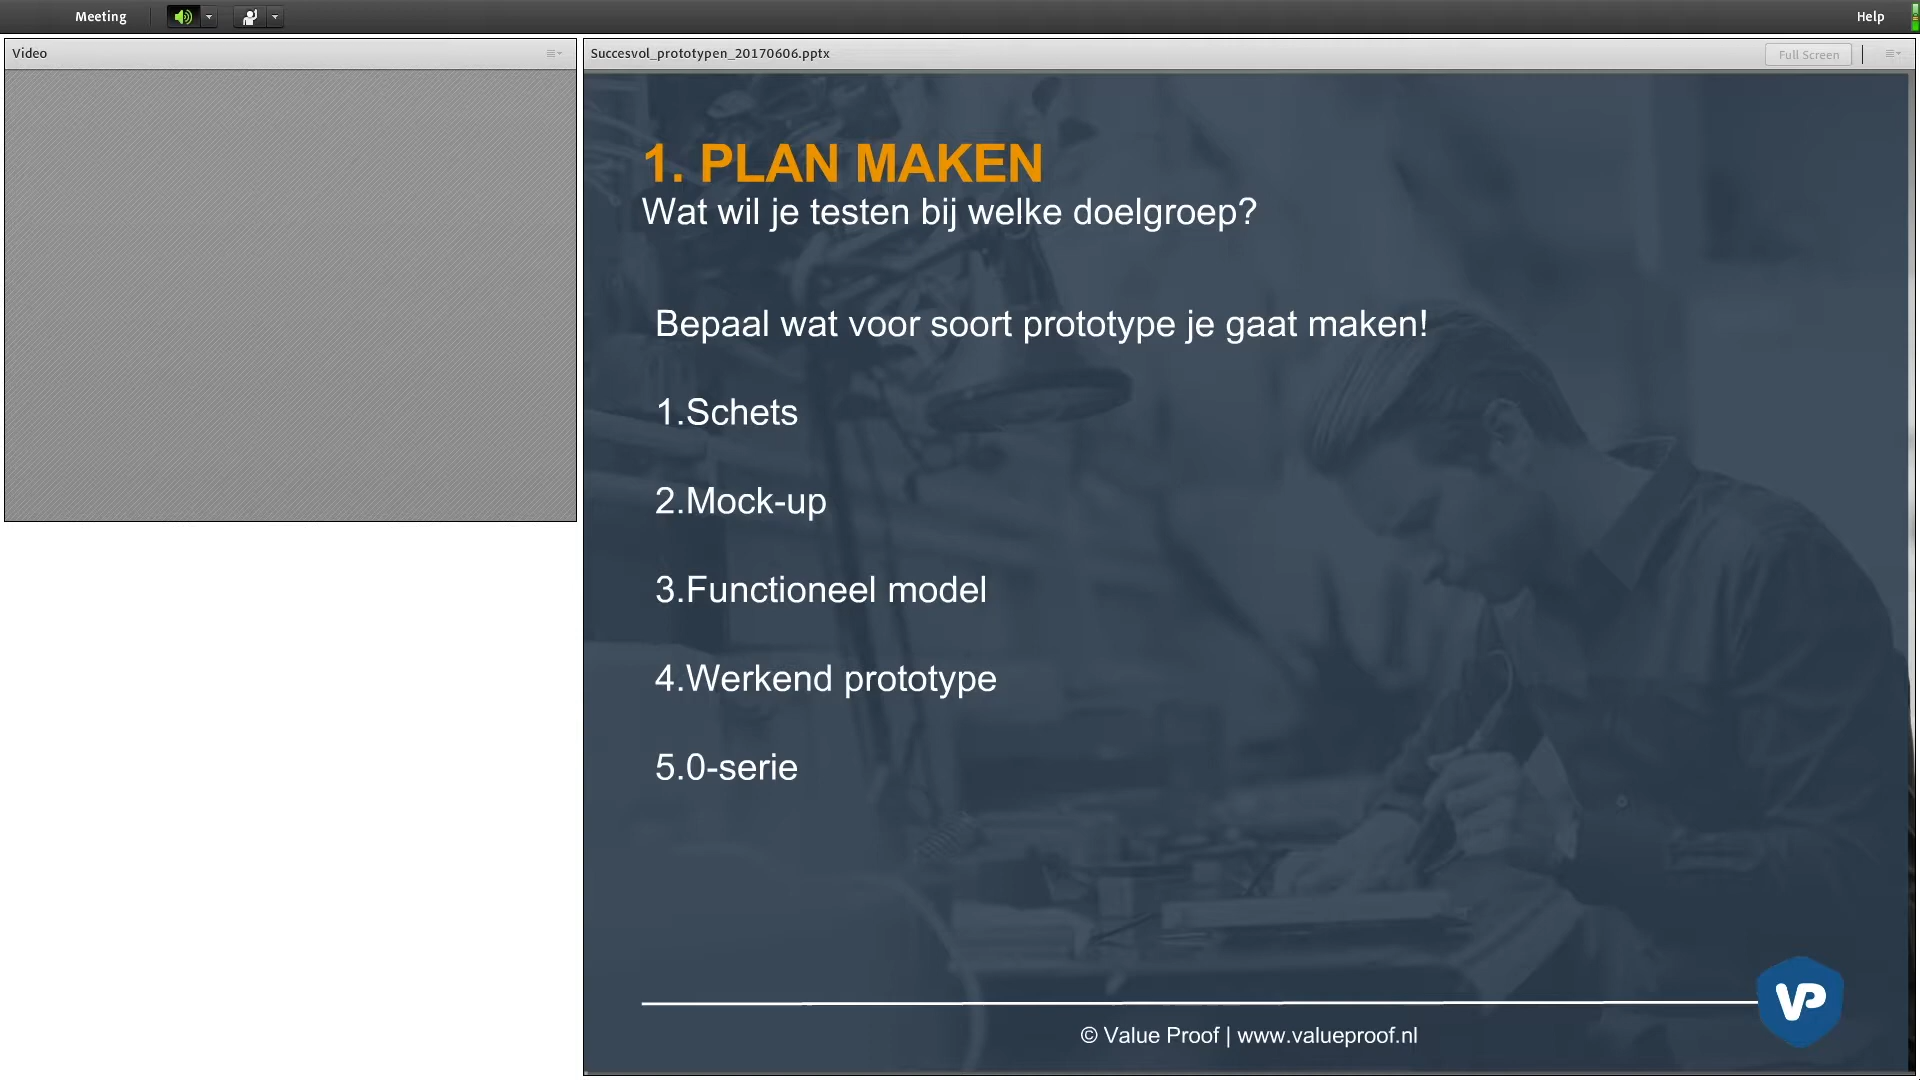 Meeting
Help
Video
Succesvol_prototypen_20170606.pptx
Full Screen
1. PLAN MAKEN
Wat wil je testen bij welke doelgroep?
Bepaal wat voor soort prototype je gaat maken!
1.Schets
2.Mock-up
3.Functioneel model
4.Werkend prototype
5.0-serie
VP
© Value Proof | www.valueproof.nl